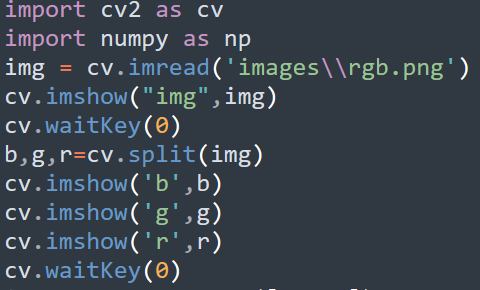 import cv2 as cv
import numpy as np
img = cv.imread('images\\rgb.png')
cv.imshow("img",img)
cv.waitKey(0)
b,g,r=cv.split(img)
cv.imshow('b',b)
cv.imshow('g',g)
cv.imshow('r',r)
cv.waitKey(0)